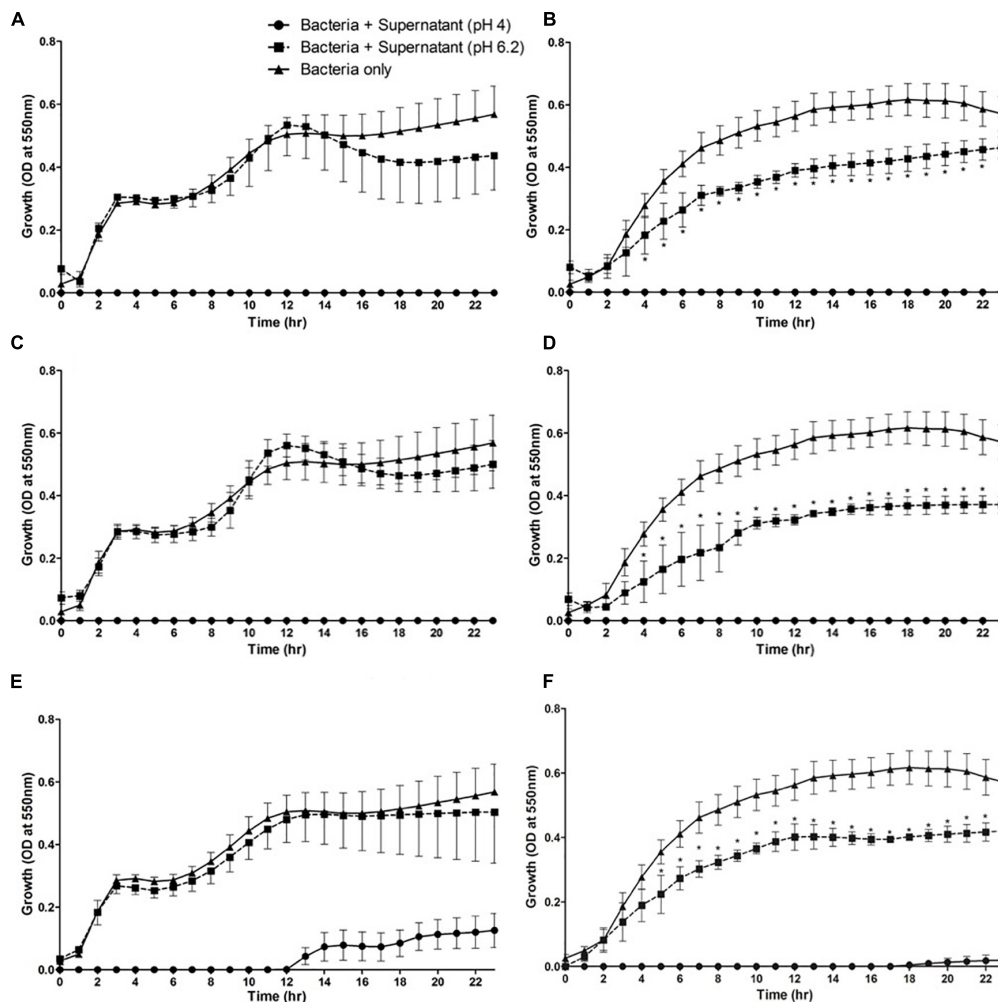 A
Bacteria + Supernatant (pH 4)
Bacteria + Supernatant (pH 6.2)
Bacteria only
Growth (OD at 550nm)
0.8
0.6
0.4
0.2
0.0
0 2 4 6 8 10 12 14 16 18 20 22
Time (hr)
B
Growth (OD at 550nm)
0.8
0.6
0.4
0.2
0.0
* * * * * * * * * * * * * * * * * * *
0 2 4 6 8 10 12 14 16 18 20 22
Time (hr)
C
Growth (OD at 550nm)
0.8
0.6
0.4
0.2
0.0
0 2 4 6 8 10 12 14 16 18 20 22
Time (hr)
D
Growth (OD at 550nm)
0.8
0.6
0.4
0.2
0.0
* * * * * * * * * * * * * * * * * * *
0 2 4 6 8 10 12 14 16 18 20 22
Time (hr)
E
Growth (OD at 550nm)
0.8
0.6
0.4
0.2
0.0
0 2 4 6 8 10 12 14 16 18 20 22
Time (hr)
F
Growth (OD at 550nm)
0.8
0.6
0.4
0.2
0.0
* * * * * * * * * * * * * * * * * *
0 2 4 6 8 10 12 14 16 18 20 22
Time (hr)